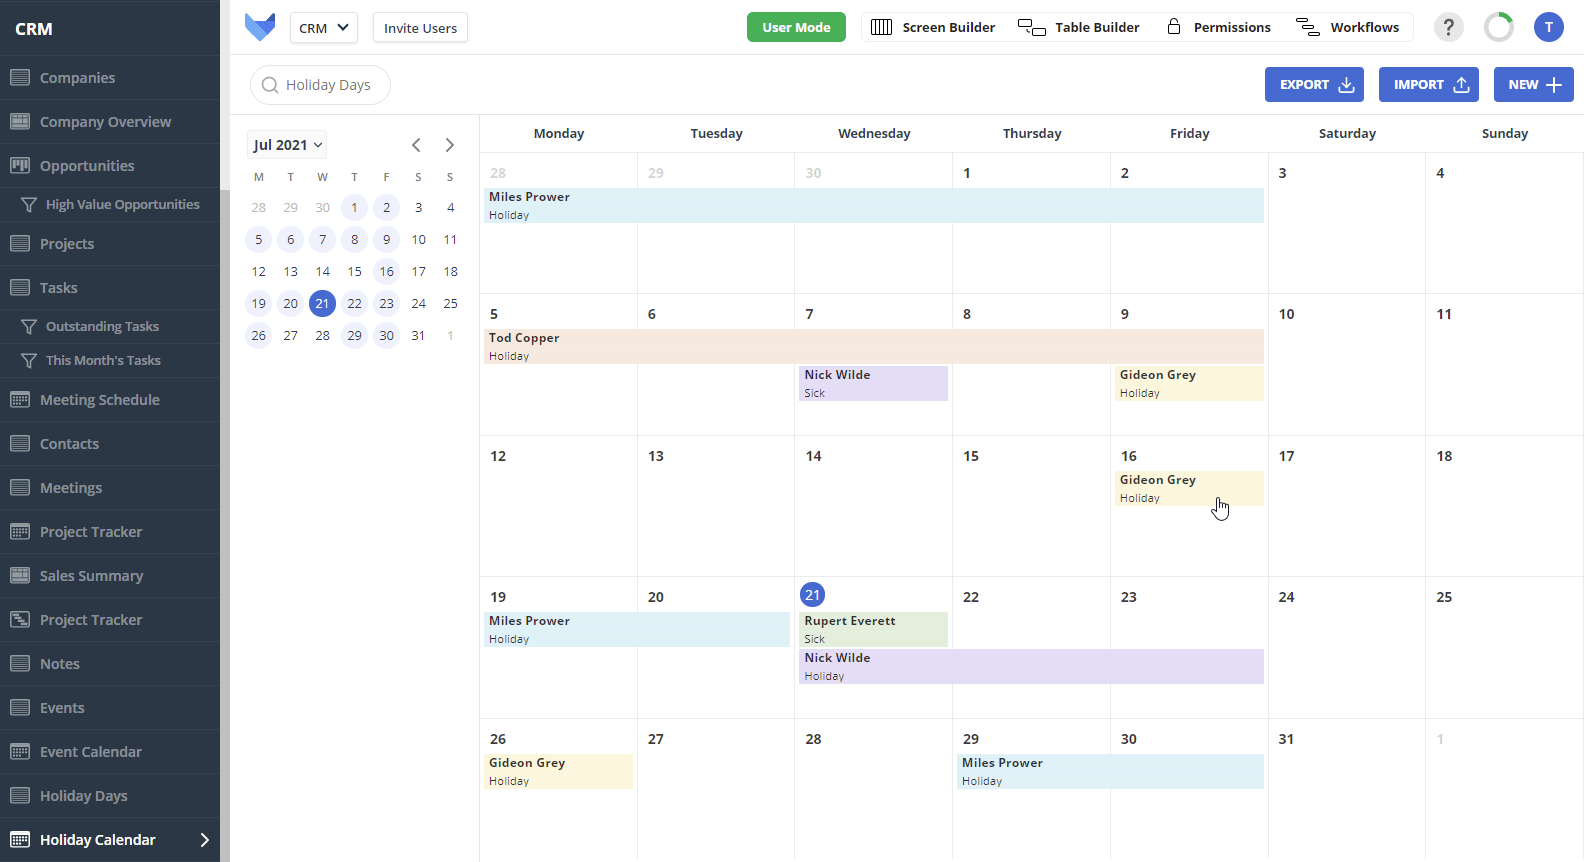 CRM
Companies
Company Overview
Opportunities
High Value Opportunities
Projects
Tasks
Outstanding Tasks
This Month's Tasks
Meeting Schedule
Contacts
Meetings
Project Tracker
Sales Summary
Project Tracker
Notes
Events
Event Calendar
Holiday Days
Holiday Calendar
CRM
Invite Users
User Mode
Screen Builder
Table Builder
Permissions
Workflows
?
T
Holiday Days
EXPORT
IMPORT
NEW
Jul 2021
M T W T F S S
28 29 30 1 2 3 4
5 6 7 8 9 10 11
12 13 14 15 16 17 18
19 20 21 22 23 24 25
26 27 28 29 30 31 1
Monday Tuesday Wednesday Thursday Friday Saturday Sunday
28 29 30 1 2 3 4
Miles Prower
Holiday
5 6 7 8 9 10 11
Tod Copper
Holiday
Nick Wilde
Sick
Gideon Grey
Holiday
12 13 14 15 16 17 18
Gideon Grey
Holiday
19 20 21 22 23 24 25
Miles Prower
Holiday
Rupert Everett
Sick
Nick Wilde
Holiday
26 27 28 29 30 31 1
Gideon Grey
Holiday
Miles Prower
Holiday